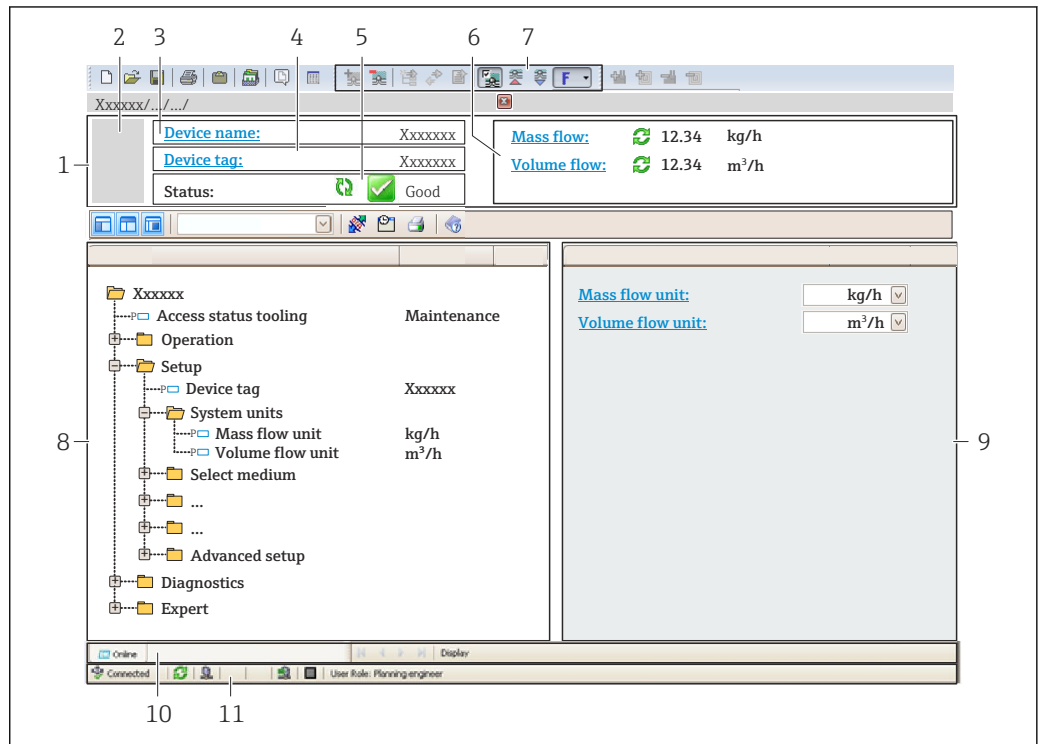 2 3 4 5 6 7
F
Xxxxxx/.../.../
1
Device name: Xxxxxxx
Device tag: Xxxxxxx
Status: Good
Mass flow: 12.34 kg/h
Volume flow: 12.34 m³/h
Xxxxxx
P Access status tooling Maintenance
Operation
Setup
P Device tag Xxxxxx
System units
P Mass flow unit kg/h
P Volume flow unit m³/h
Select medium
...
...
Advanced setup
Diagnostics
Expert
8
Mass flow unit: kg/h
Volume flow unit: m³/h
9
Online Display
Connected User Role: Planning engineer
10 11